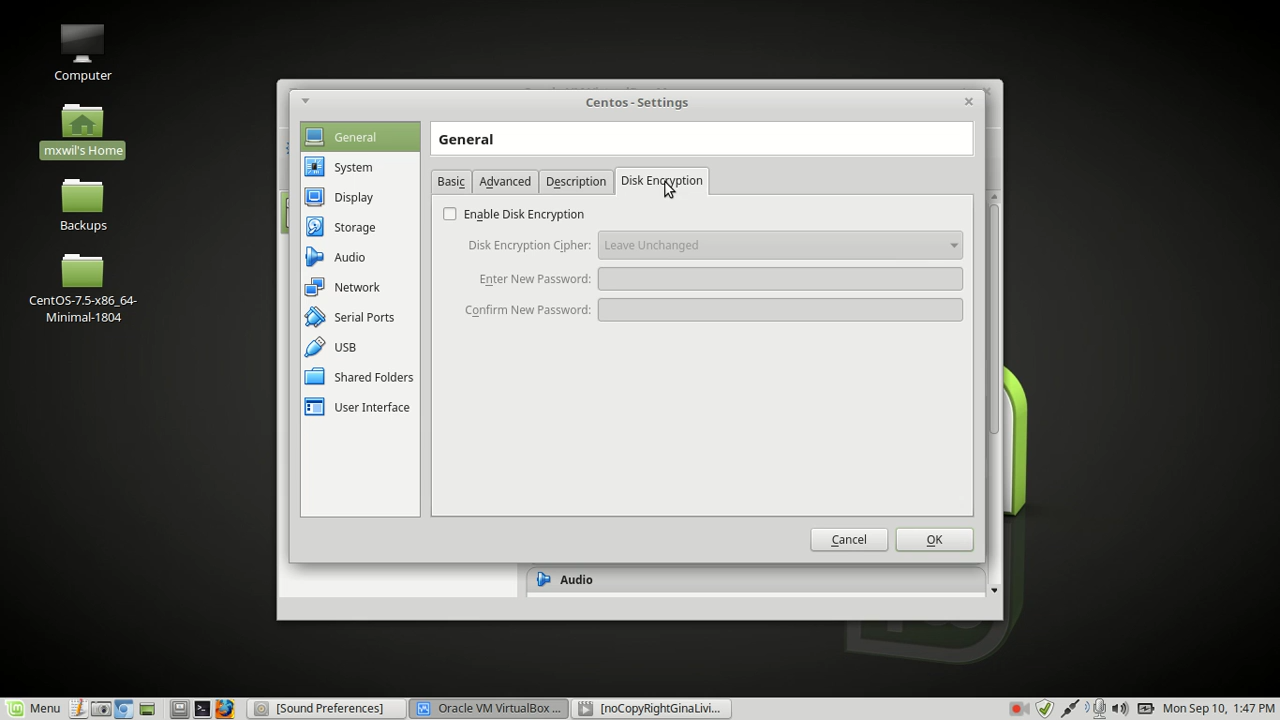 Computer
mxwil's Home
Backups
CentOS-7.5-x86_64-
Minimal-1804
Centos - Settings
General
System
Display
Storage
Audio
Network
Serial Ports
USB
Shared Folders
User Interface
General
Basic Advanced Description Disk Encryption
Enable Disk Encryption
Disk Encryption Cipher: Leave Unchanged
Enter New Password:
Confirm New Password:
Cancel OK
Audio
Menu [Sound Preferences] Oracle VM VirtualBox ... [noCopyRightGinaLivi... Mon Sep 10, 1:47 PM